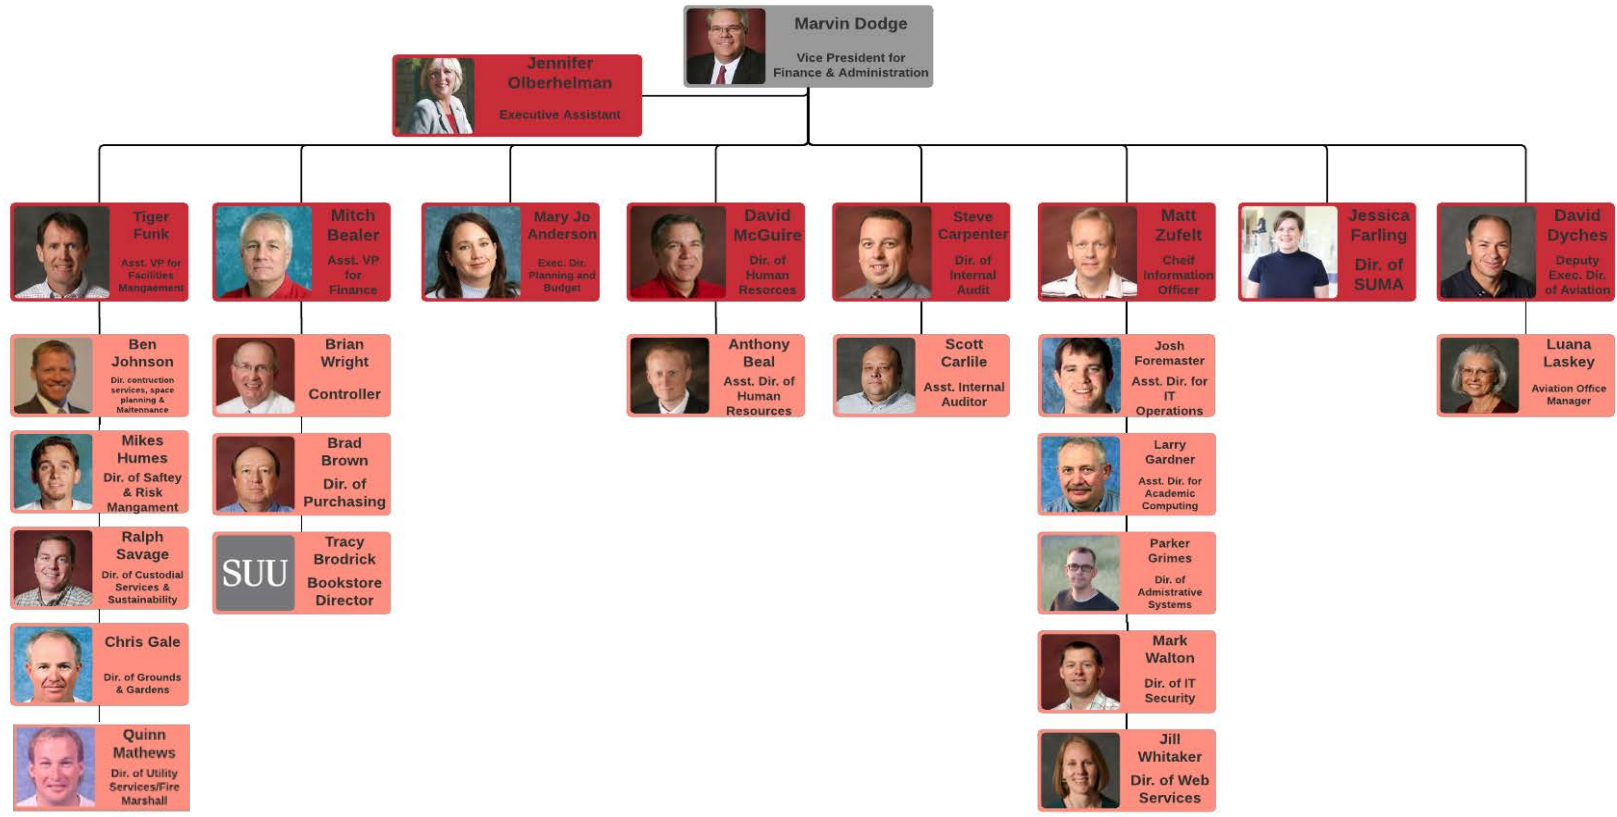 Marvin Dodge
Vice President for
Finance & Administration
Jennifer
Olberhelman
Executive Assistant
Tiger
Funk
Asst. VP for
Facilities
Mangaement
Mitch
Bealer
Asst. VP
for
Finance
Mary Jo
Anderson
Exec. Dir.
Planning and
Budget
David
McGuire
Dir. of
Human
Resorces
Steve
Carpenter
Dir. of
Internal
Audit
Matt
Zufelt
Cheif
Information
Officer
Jessica
Farling
Dir. of
SUMA
David
Dyches
Deputy
Exec. Dir.
of Aviation
Ben
Johnson
Dir. contruction
services, space
planning &
Maitennance
Mikes
Humes
Dir. of Saftey
& Risk
Mangament
Ralph
Savage
Dir. of Custodial
Services &
Sustainability
Chris Gale
Dir. of Grounds
& Gardens
Quinn
Mathews
Dir. of Utility
Services/Fire
Marshall
Brian
Wright
Controller
Brad
Brown
Dir. of
Purchasing
SUU
Tracy
Brodrick
Bookstore
Director
Anthony
Beal
Asst. Dir. of
Human
Resources
Scott
Carlile
Asst. Internal
Auditor
Josh
Foremaster
Asst. Dir. for
IT
Operations
Larry
Gardner
Asst. Dir. for
Academic
Computing
Parker
Grimes
Dir. of
Admistrative
Systems
Mark
Walton
Dir. of IT
Security
Jill
Whitaker
Dir. of Web
Services
Luana
Laskey
Aviation Office
Manager